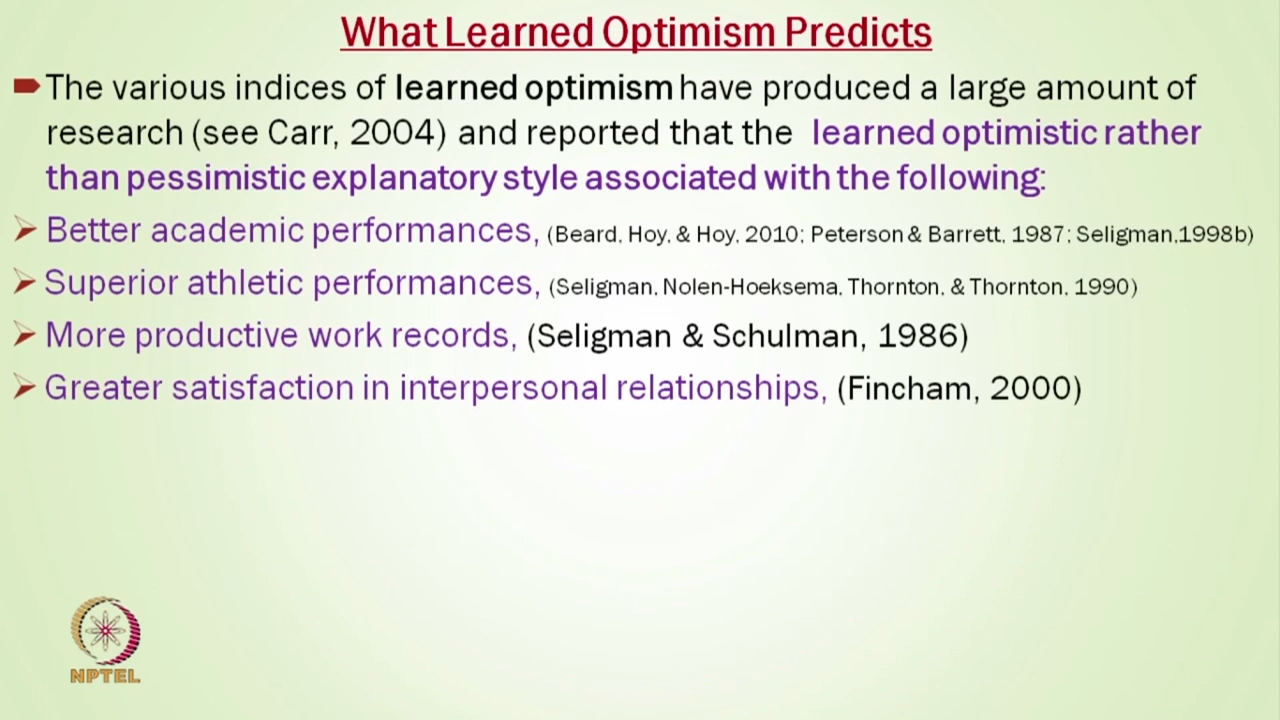 What Learned Optimism Predicts
The various indices of learned optimism have produced a large amount of
research (see Carr, 2004) and reported that the learned optimistic rather
than pessimistic explanatory style associated with the following:
Better academic performances, (Beard, Hoy, & Hoy, 2010; Peterson & Barrett, 1987; Seligman,1998b)
Superior athletic performances, (Seligman, Nolen-Hoeksema, Thornton, & Thornton, 1990)
More productive work records, (Seligman & Schulman, 1986)
Greater satisfaction in interpersonal relationships, (Fincham, 2000)
NPTEL